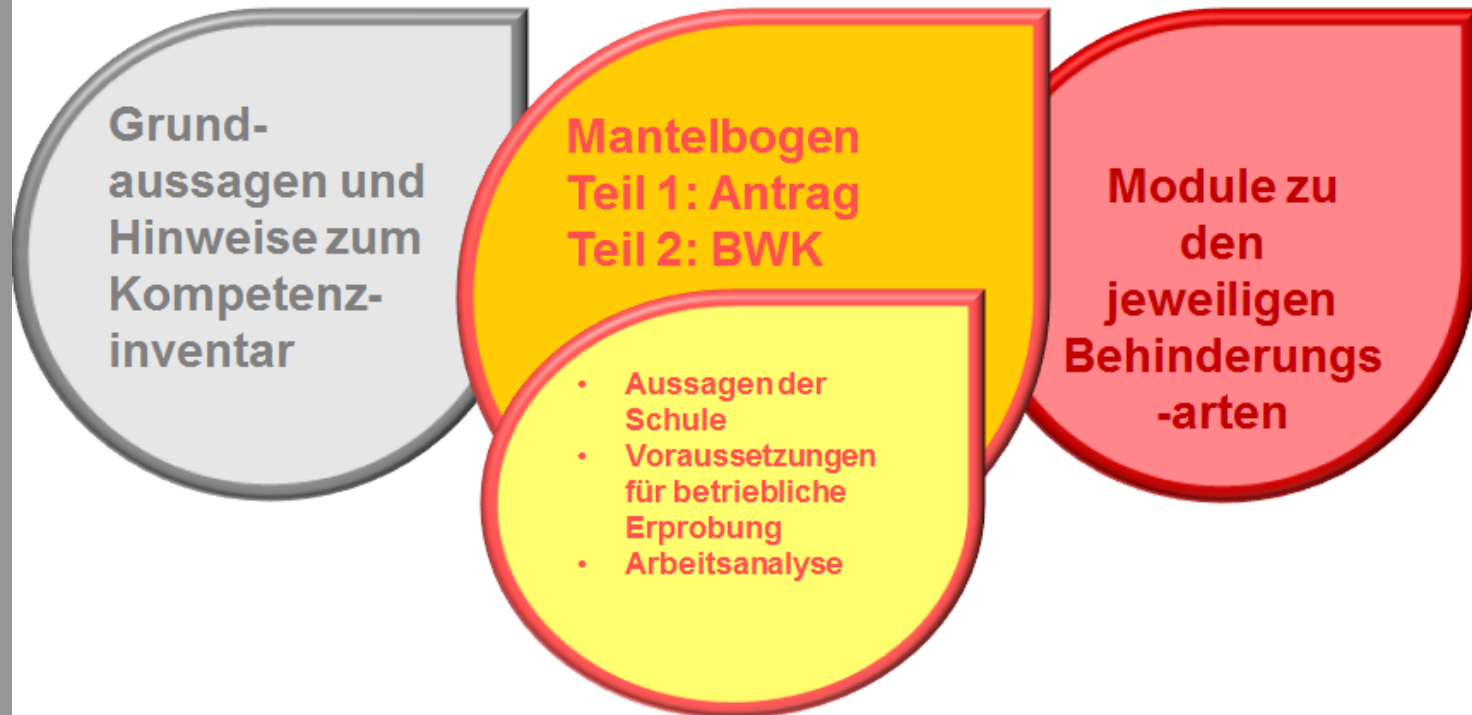 Grund-
aussagen und
Hinweise zum
Kompetenz-
inventar
Mantelbogen
Teil 1: Antrag
Teil 2: BWK
• Aussagen der
Schule
• Voraussetzungen
für betriebliche
Erprobung
• Arbeitsanalyse
Module zu
den
jeweiligen
Behinderungs
-arten